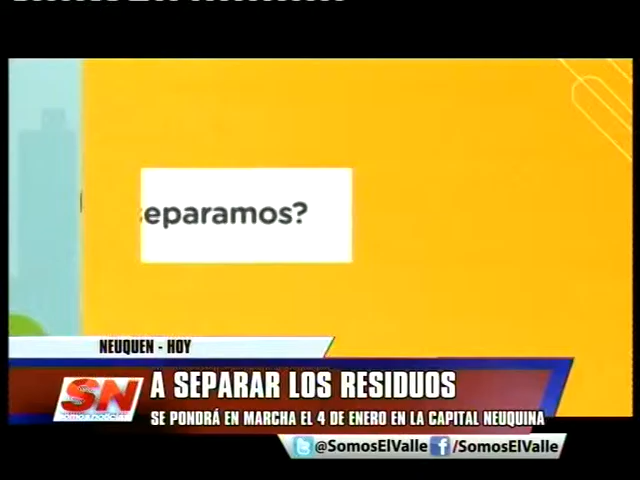 eparamos?
NEUQUEN - HOY
SN
A SEPARAR LOS RESIDUOS
SE PONDRÁ EN MARCHA EL 4 DE ENERO EN LA CAPITAL NEUQUINA
@SomosElValle f /SomosElValle